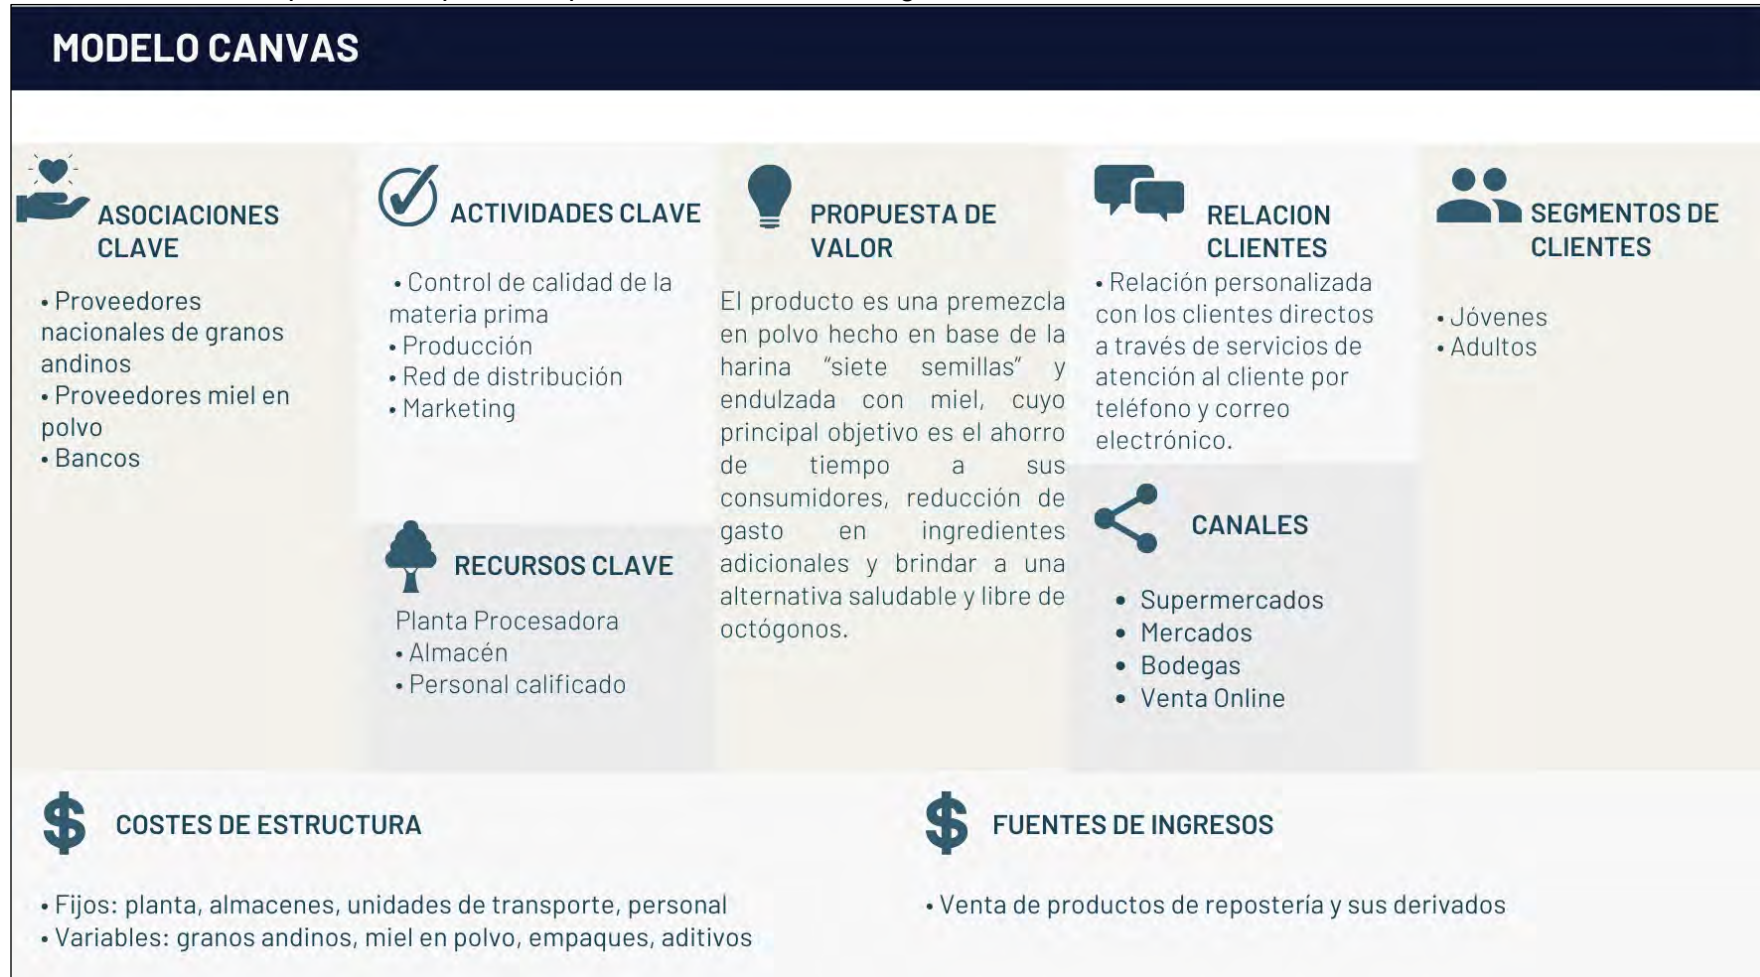 MODELO CANVAS
ASOCIACIONES
CLAVE
• Proveedores
nacionales de granos
andinos
• Proveedores miel en
polvo
• Bancos
ACTIVIDADES CLAVE
• Control de calidad de la
materia prima
• Producción
• Red de distribución
• Marketing
RECURSOS CLAVE
Planta Procesadora
• Almacén
• Personal calificado
PROPUESTA DE
VALOR
El producto es una premezcla
en polvo hecho en base de la
harina “siete semillas” y
endulzada con miel, cuyo
principal objetivo es el ahorro
de tiempo a sus
consumidores, reducción de
gasto en ingredientes
adicionales y brindar a una
alternativa saludable y libre de
octógonos.
RELACION
CLIENTES
• Relación personalizada
con los clientes directos
a través de servicios de
atención al cliente por
teléfono y correo
electrónico.
CANALES
• Supermercados
• Mercados
• Bodegas
• Venta Online
SEGMENTOS DE
CLIENTES
• Jóvenes
• Adultos
$ COSTES DE ESTRUCTURA
• Fijos: planta, almacenes, unidades de transporte, personal
• Variables: granos andinos, miel en polvo, empaques, aditivos
$ FUENTES DE INGRESOS
• Venta de productos de repostería y sus derivados